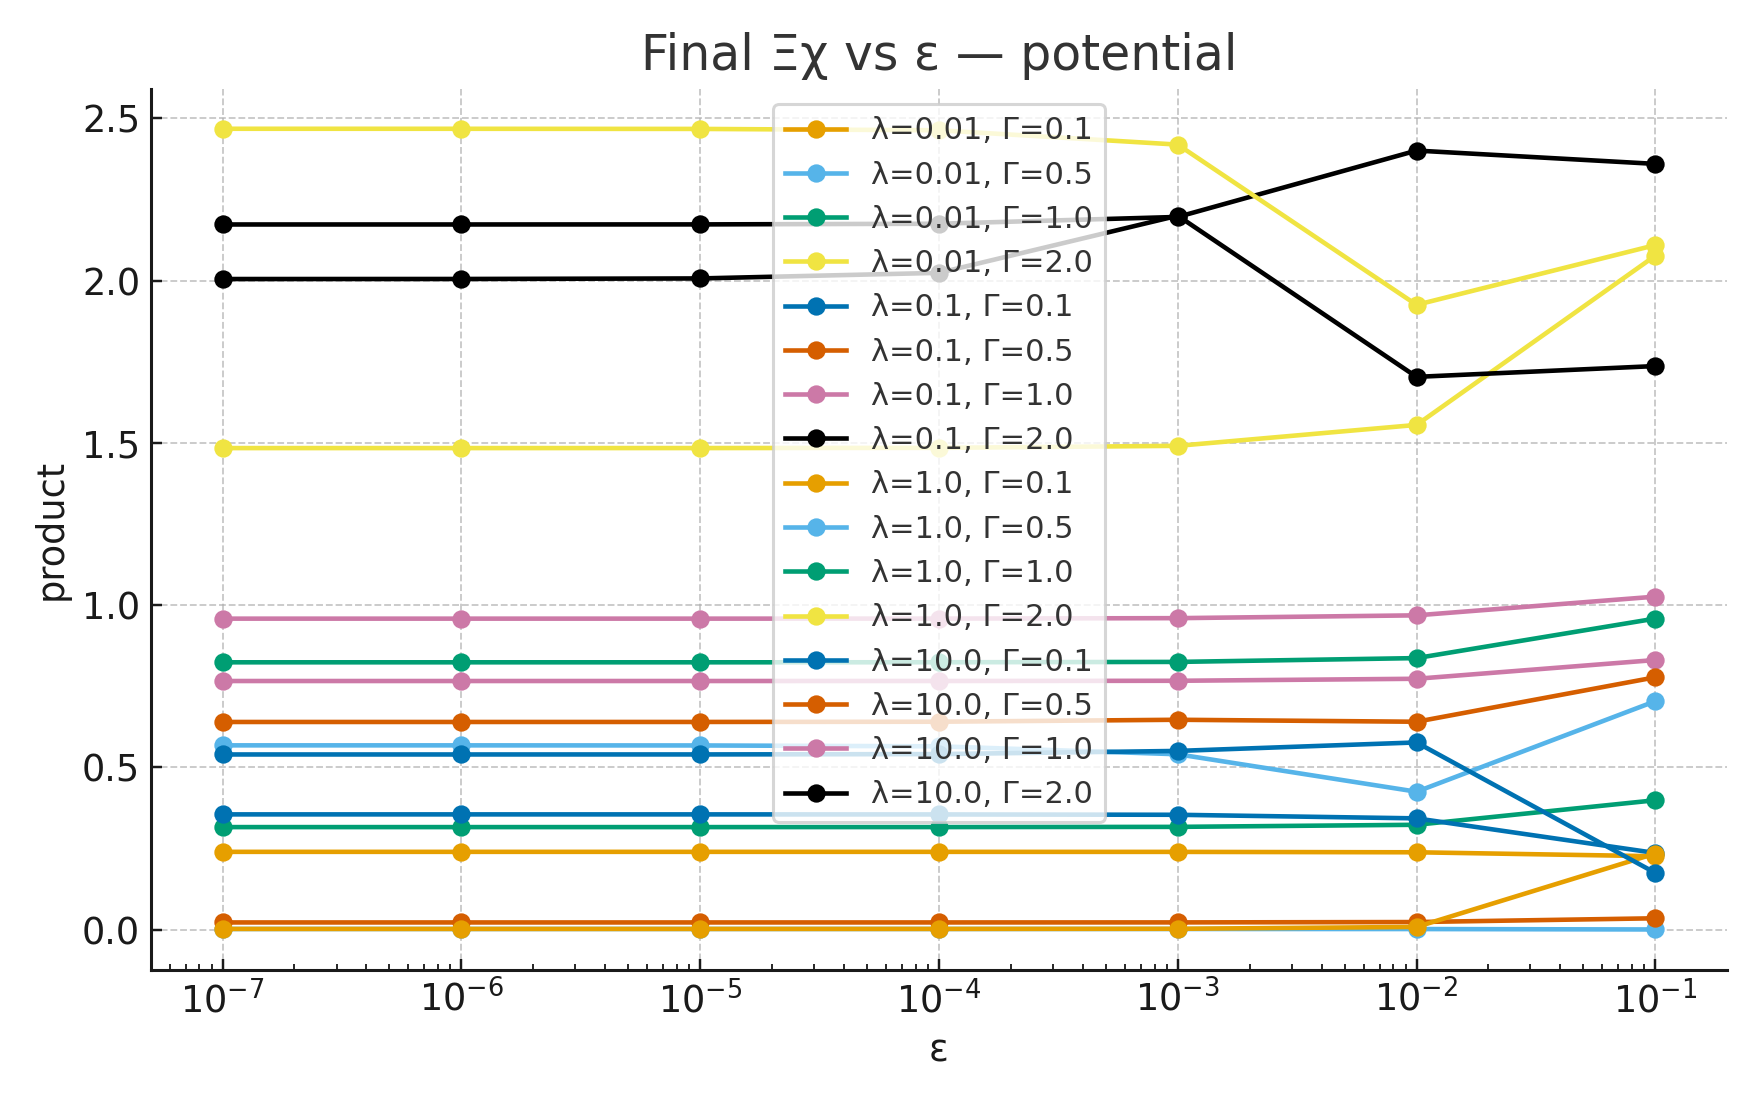 Final Ξχ vs ε — potential
product
2.5
2.0
1.5
1.0
0.5
0.0
λ=0.01, Γ=0.1
λ=0.01, Γ=0.5
λ=0.01, Γ=1.0
λ=0.01, Γ=2.0
λ=0.1, Γ=0.1
λ=0.1, Γ=0.5
λ=0.1, Γ=1.0
λ=0.1, Γ=2.0
λ=1.0, Γ=0.1
λ=1.0, Γ=0.5
λ=1.0, Γ=1.0
λ=1.0, Γ=2.0
λ=10.0, Γ=0.1
λ=10.0, Γ=0.5
λ=10.0, Γ=1.0
λ=10.0, Γ=2.0
10⁻⁷ 10⁻⁶ 10⁻⁵ 10⁻⁴ 10⁻³ 10⁻² 10⁻¹
ε